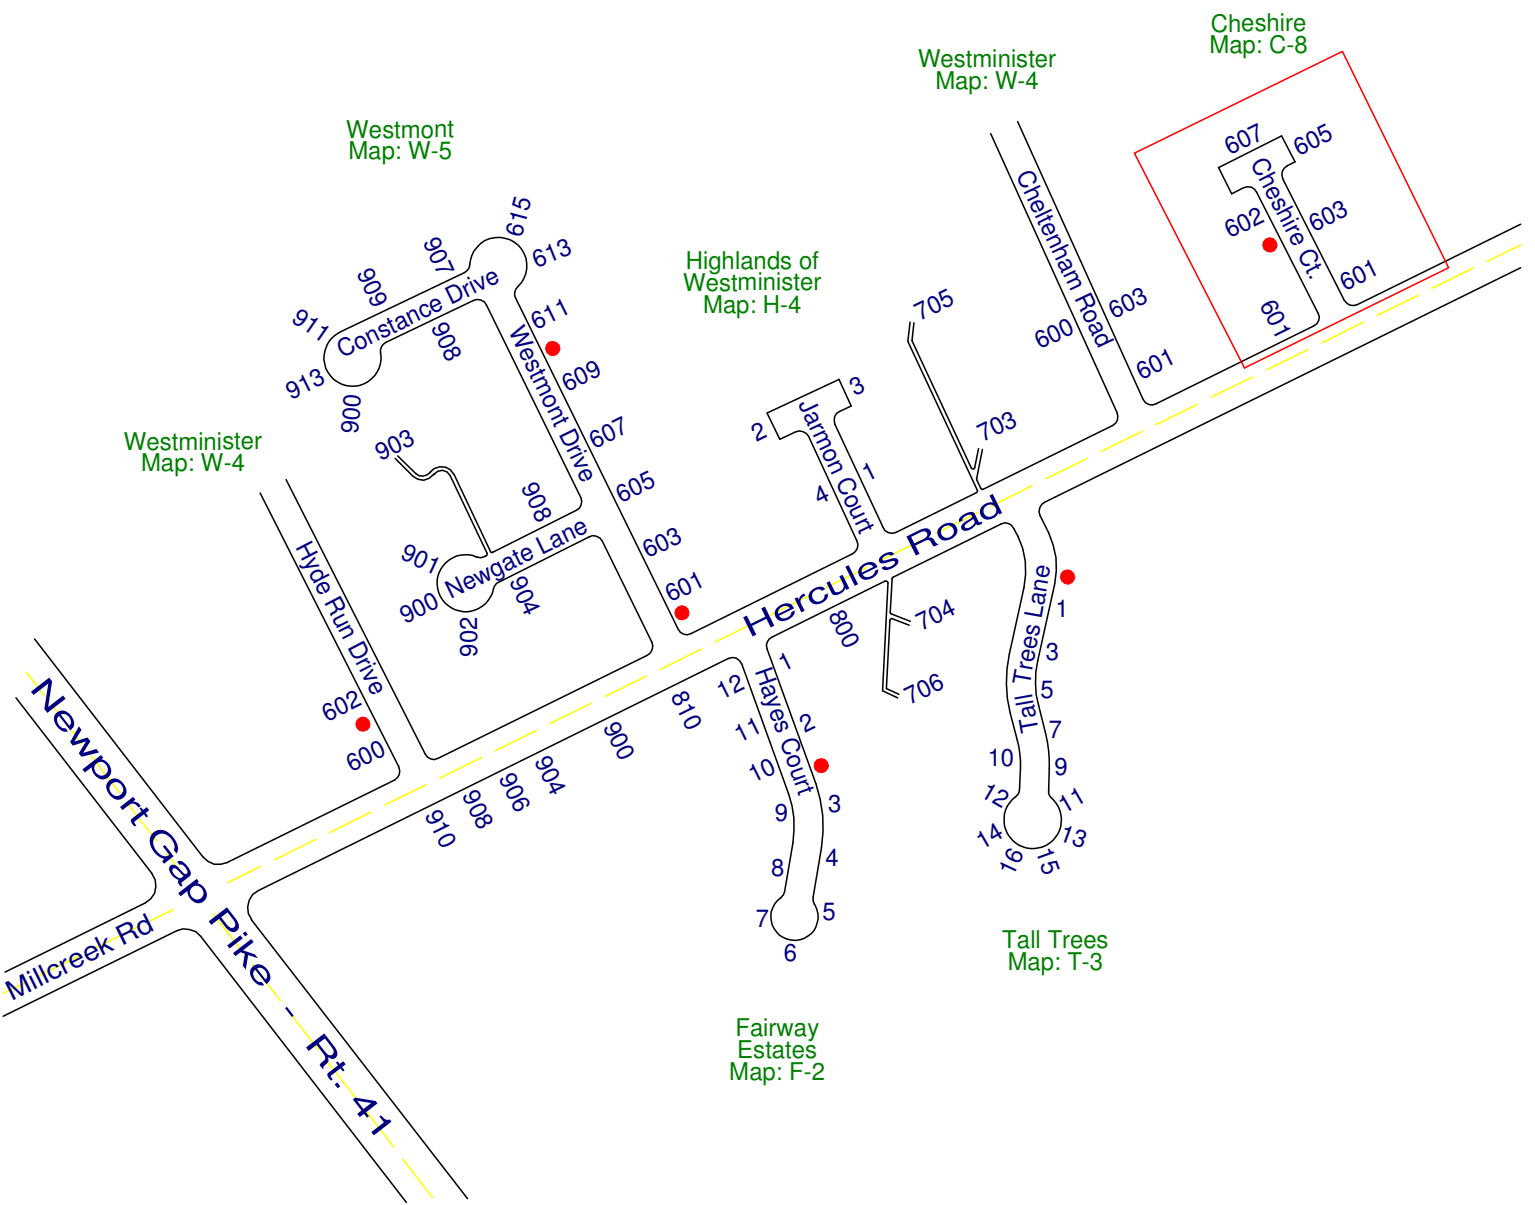 Cheshire
Map: C-8
Westminister
Map: W-4
Westmont
Map: W-5
607
605
Cheshire Ct.
602
603
601
601
Cheltenham Road
603
600
601
615
613
907
909
911
Constance Drive
913
908
900
611
Westmont Drive
609
607
605
603
601
Highlands of
Westminister
Map: H-4
705
703
3
2
Jarmon Court
1
4
Westminister
Map: W-4
903
908
901
Newgate Lane
900
904
902
Hyde Run Drive
602
600
Hercules Road
800
704
706
Tall Trees Lane
1
3
5
7
10
9
12
11
14
13
16
15
1
12
Hayes Court
2
11
10
3
9
4
8
7
5
6
810
900
904
906
908
910
Newport Gap Pike - Rt. 41
Millcreek Rd
Tall Trees
Map: T-3
Fairway
Estates
Map: F-2